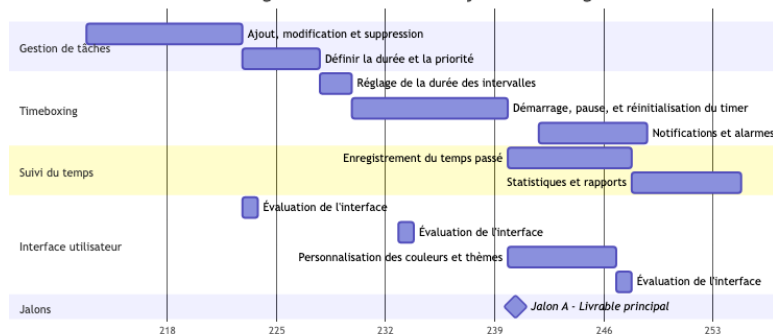 Ajout, modification et suppression
Gestion de tâches
Définir la durée et la priorité
Réglage de la durée des intervalles
Timeboxing
Démarrage, pause, et réinitialisation du timer
Notifications et alarmes
Enregistrement du temps passé
Suivi du temps
Statistiques et rapports
Évaluation de l'interface
Évaluation de l'interface
Interface utilisateur
Personnalisation des couleurs et thèmes
Évaluation de l'interface
Jalons
Jalon A - Livrable principal
218 225 232 239 246 253